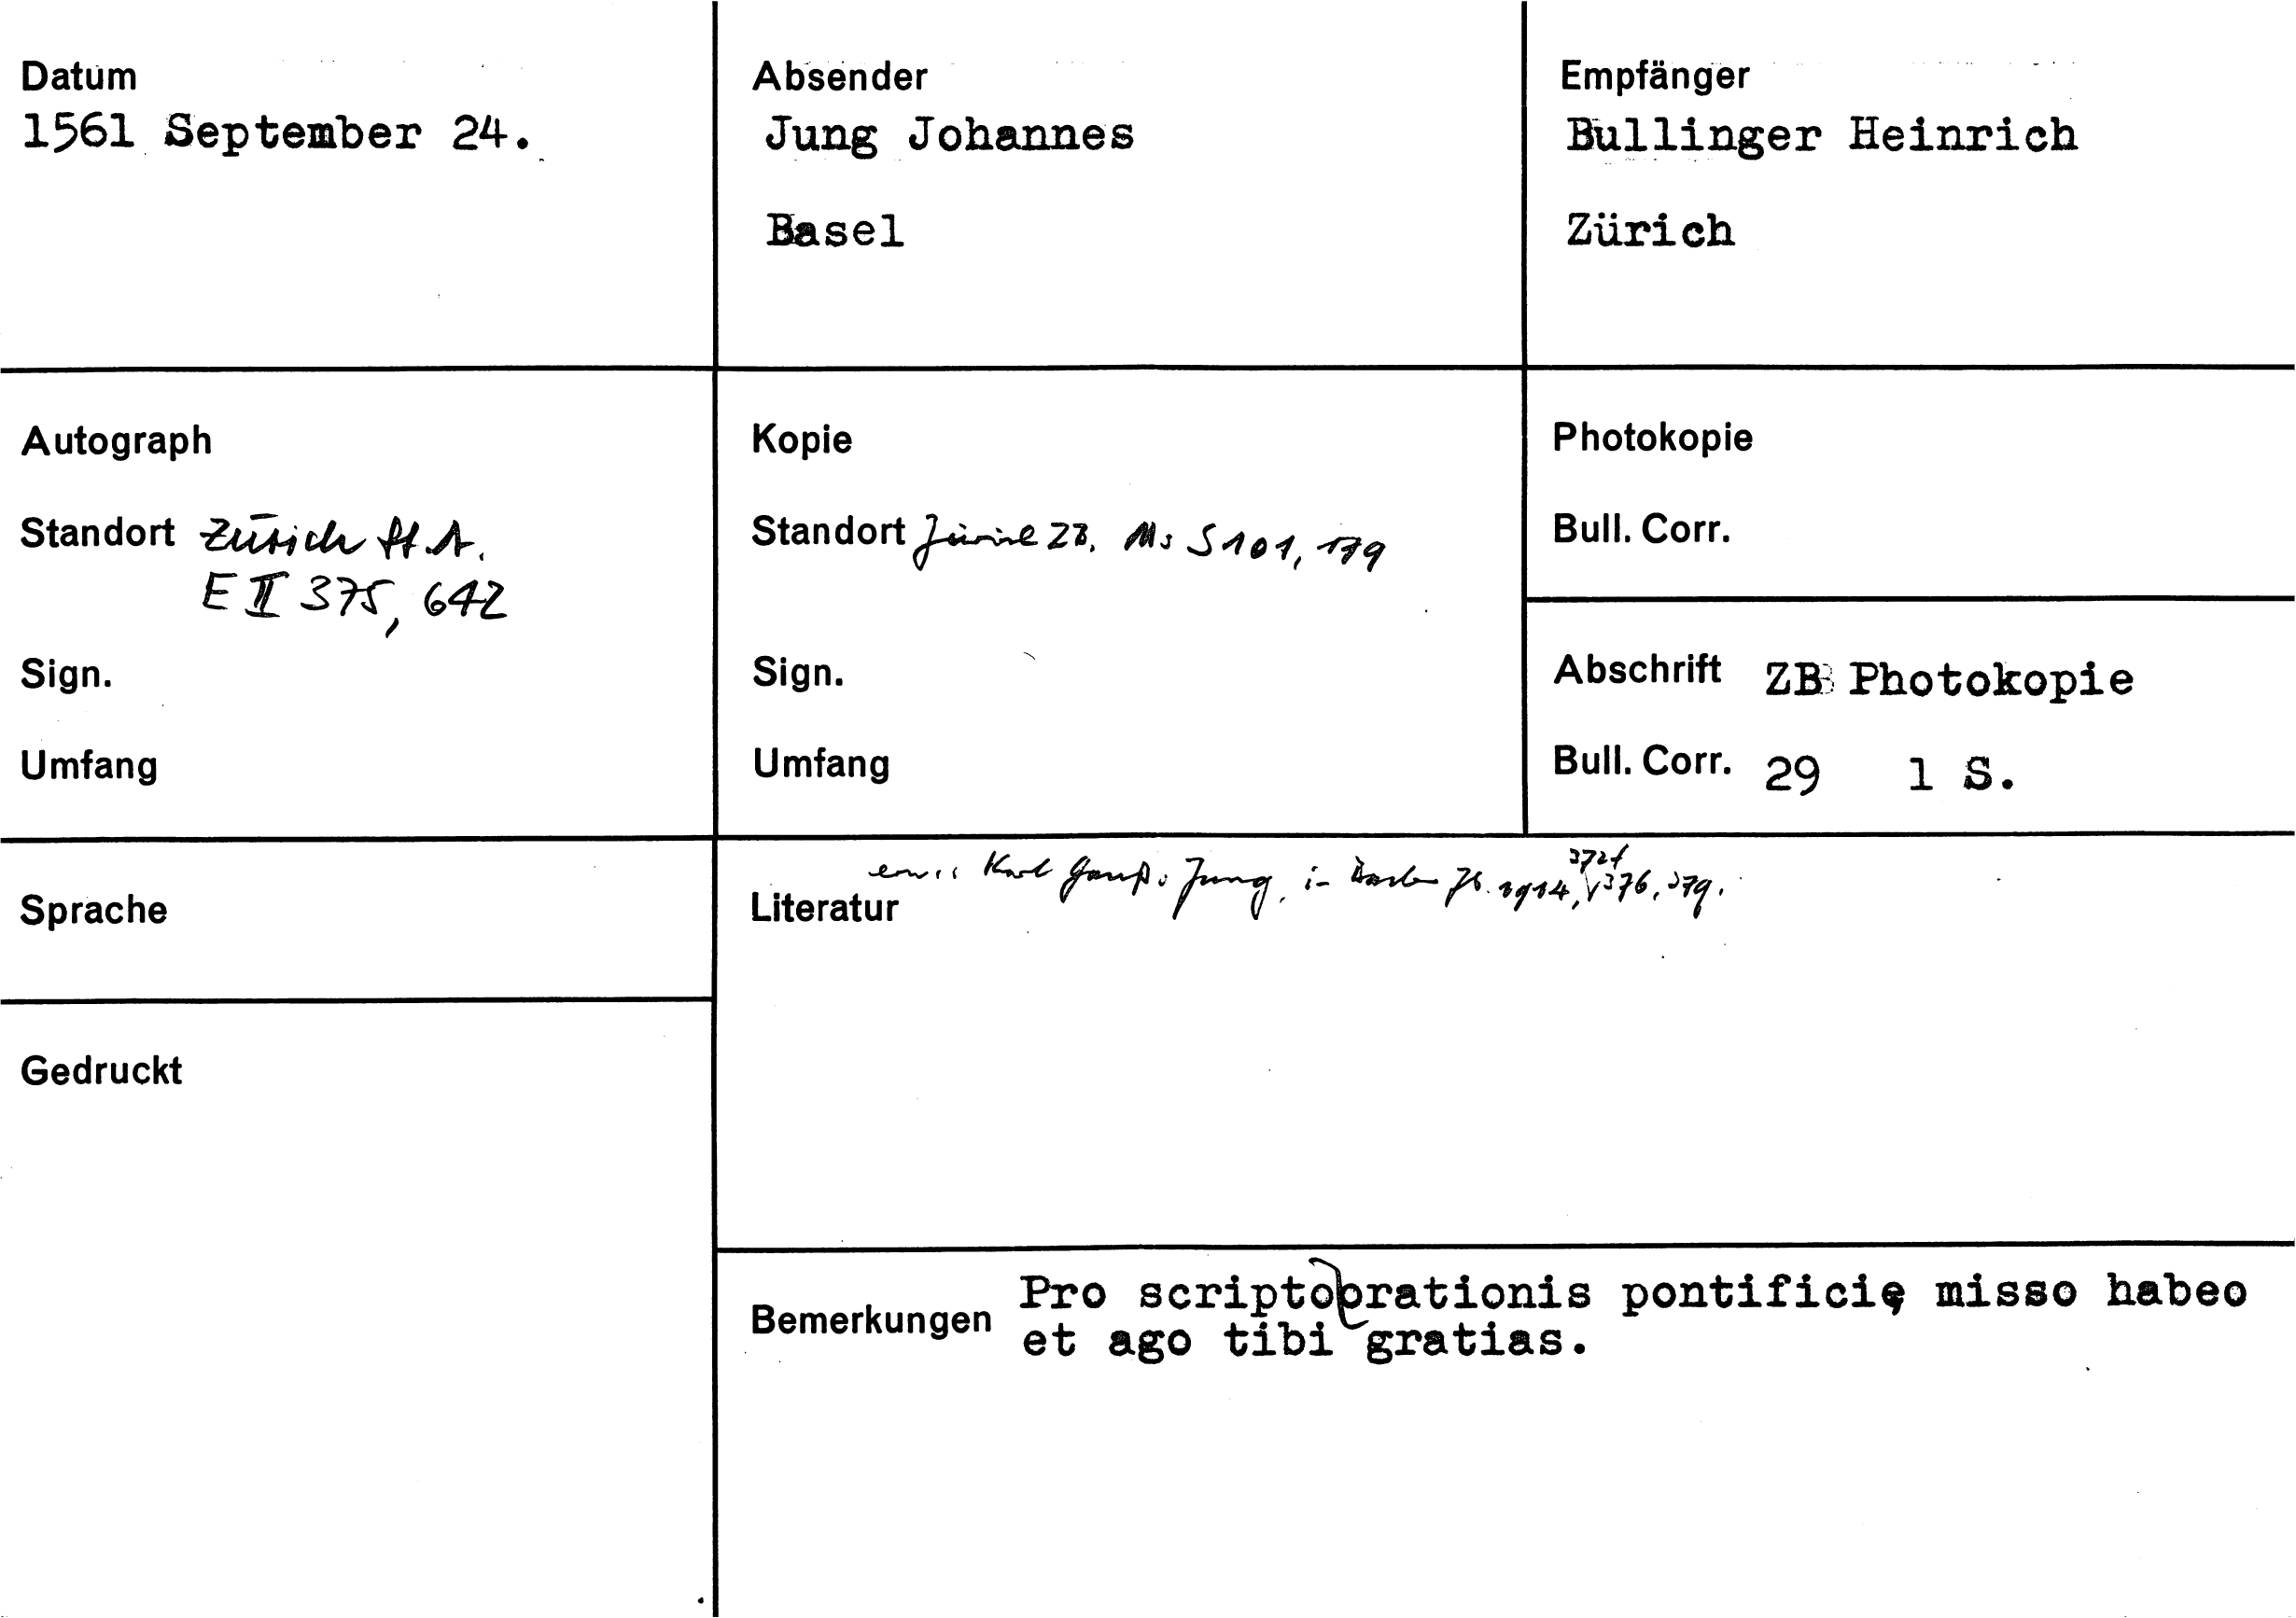 Datum
1561 September 24.
Absender
Jung Johannes
Basel
Empfänger
Bullinger Heinrich
Zürich
Autograph
Standort Zürich St.A.
E II 375, 642
Sign.
Umfang
Kopie
Standort Zürich ZB. Ms S 101, 179
Sign.
Umfang
Photokopie
Bull. Corr.
Abschrift ZB Photokopie
Bull. Corr. 29 1 S.
Sprache
Gedruckt
372f
Literatur Karl Gauß: Jung, in Basler Jb. 1914, 376, 379.
Bemerkungen Pro scripto orationis pontificię misso habeo
et ago tibi gratias.